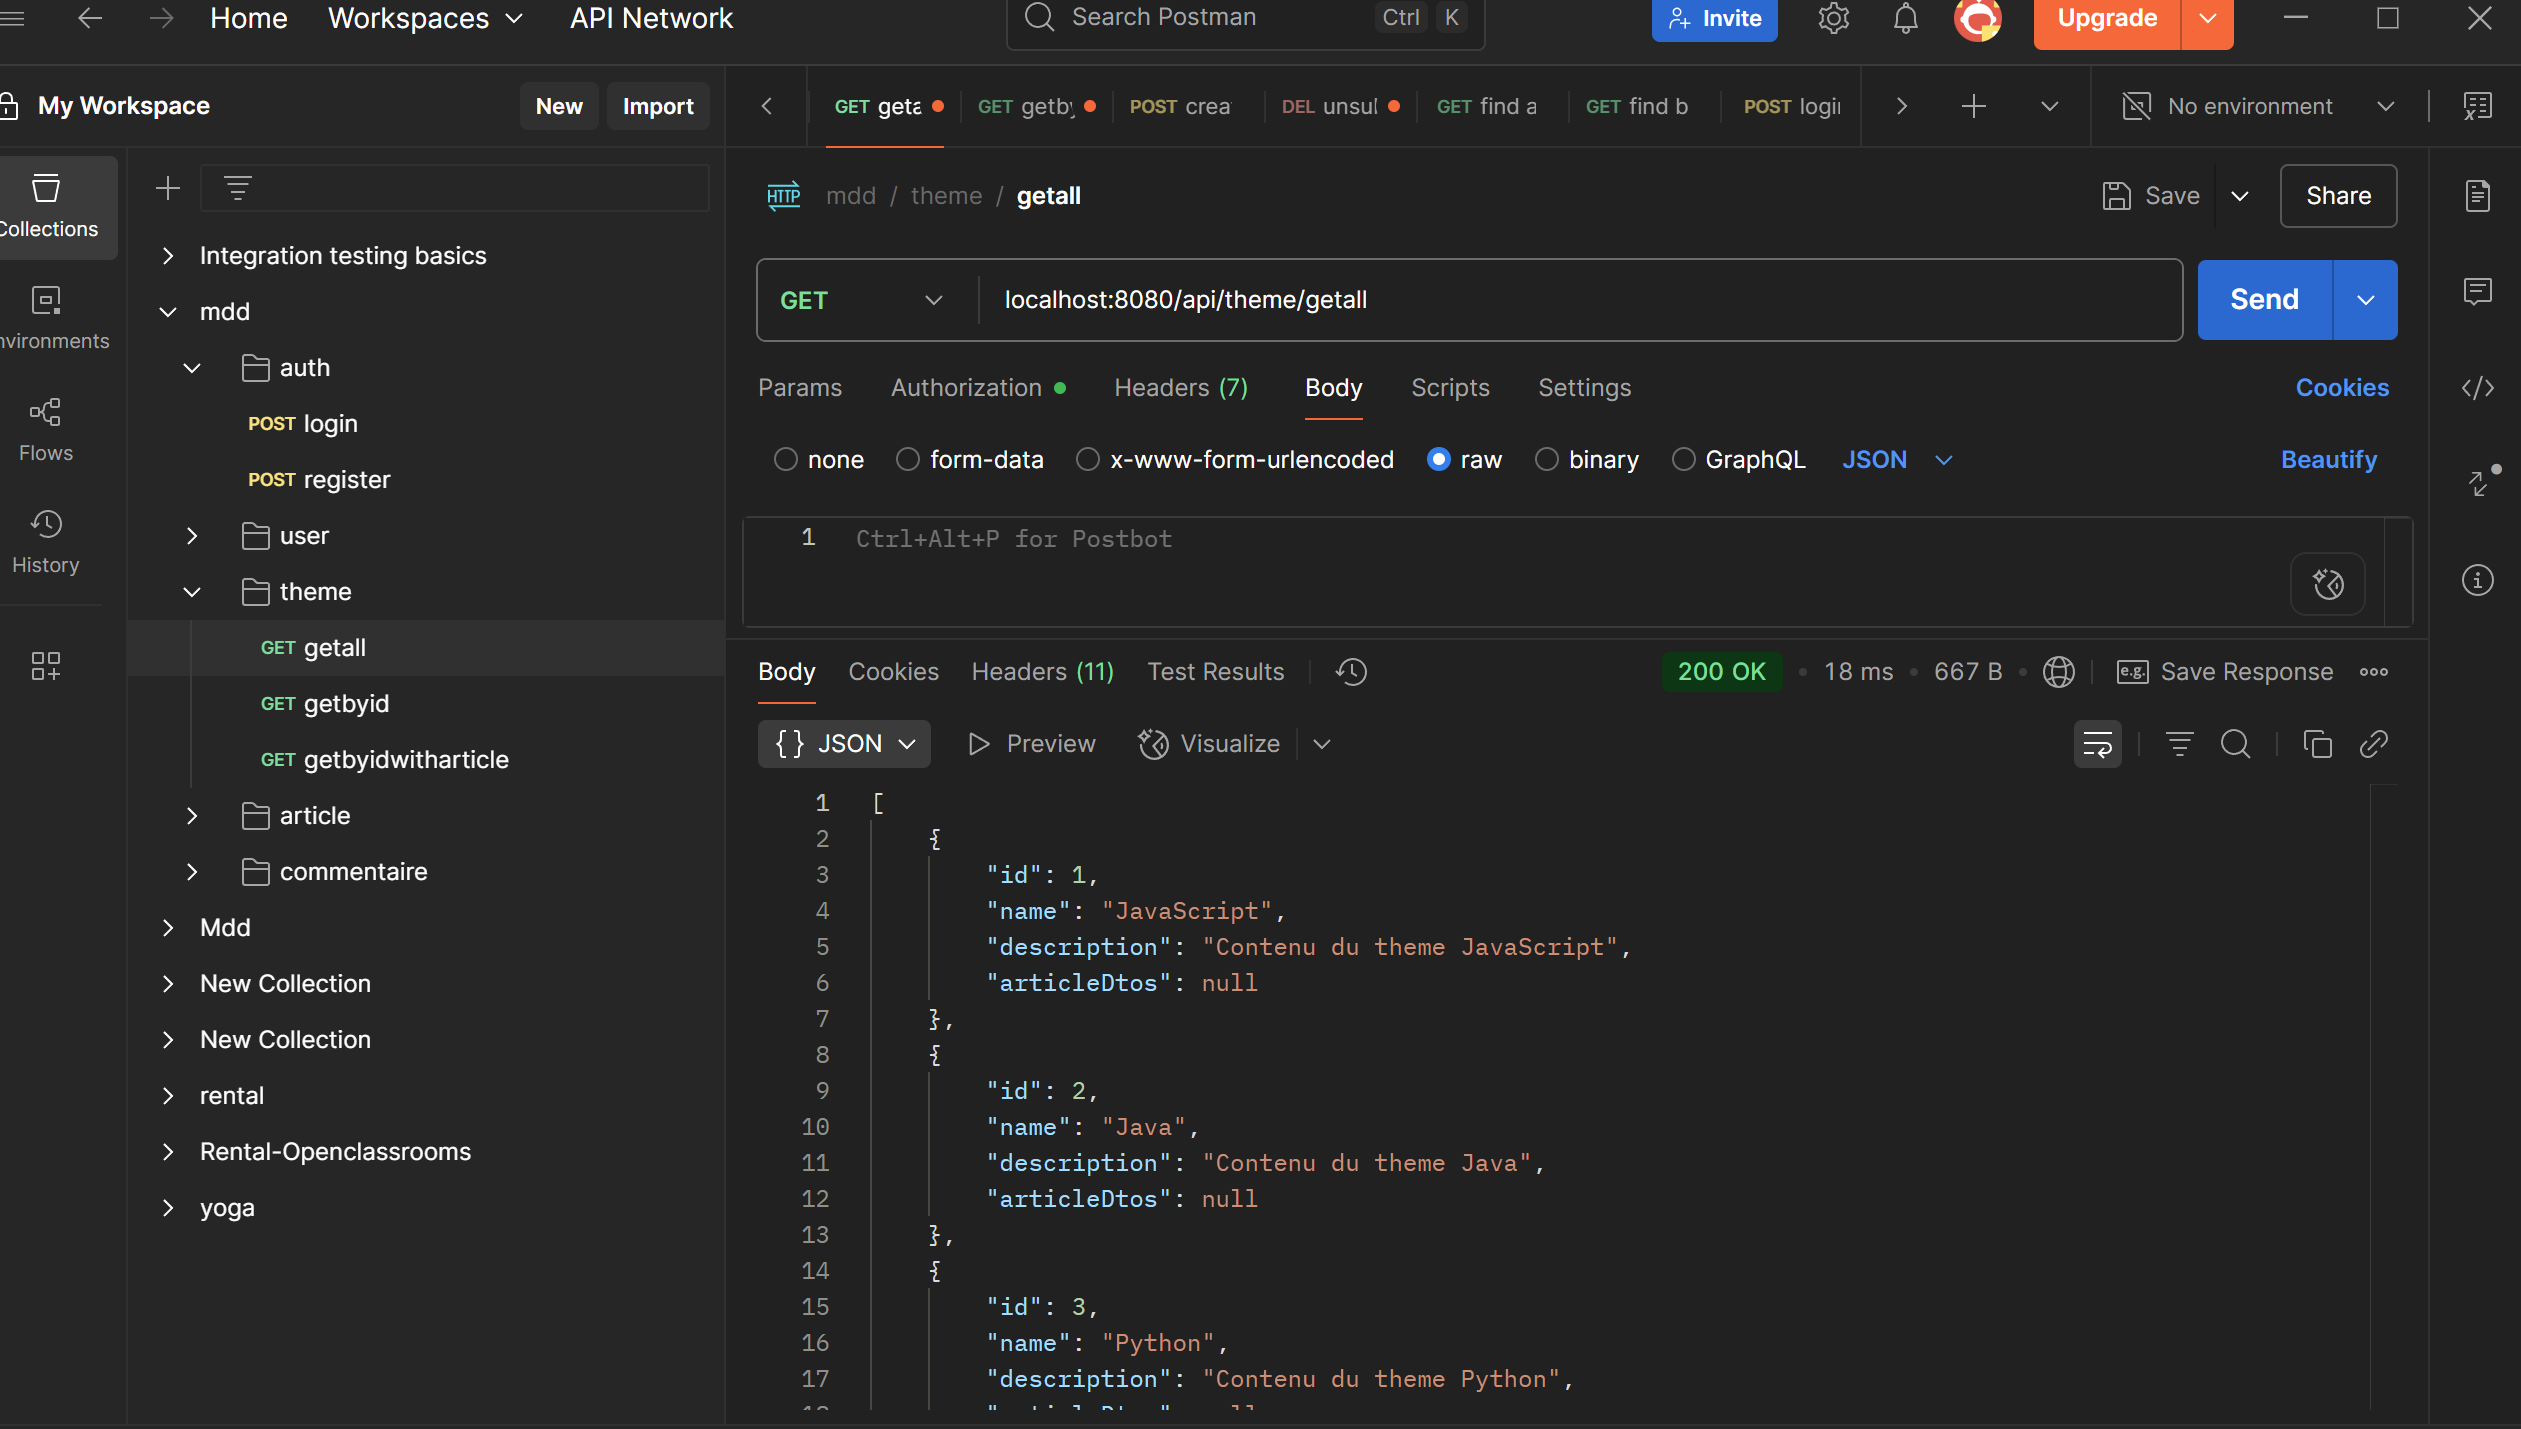 Home Workspaces API Network Search Postman Ctrl K Invite Upgrade
My Workspace New Import
GET geta GET getby POST crea DEL unsul GET find a GET find b POST login No environment
Collections
Environments
Flows
History
Integration testing basics
mdd
auth
POST login
POST register
user
theme
GET getall
GET getbyid
GET getbyidwitharticle
article
commentaire
Mdd
New Collection
New Collection
rental
Rental-Openclassrooms
yoga
HTTP mdd / theme / getall Save Share
GET localhost:8080/api/theme/getall Send
Params Authorization Headers (7) Body Scripts Settings Cookies
none form-data x-www-form-urlencoded raw binary GraphQL JSON Beautify
1 Ctrl+Alt+P for Postbot
Body Cookies Headers (11) Test Results 200 OK • 18 ms • 667 B • e.g. Save Response
{} JSON Preview Visualize
1 [
2 {
3 "id": 1,
4 "name": "JavaScript",
5 "description": "Contenu du theme JavaScript",
6 "articleDtos": null
7 },
8 {
9 "id": 2,
10 "name": "Java",
11 "description": "Contenu du theme Java",
12 "articleDtos": null
13 },
14 {
15 "id": 3,
16 "name": "Python",
17 "description": "Contenu du theme Python",